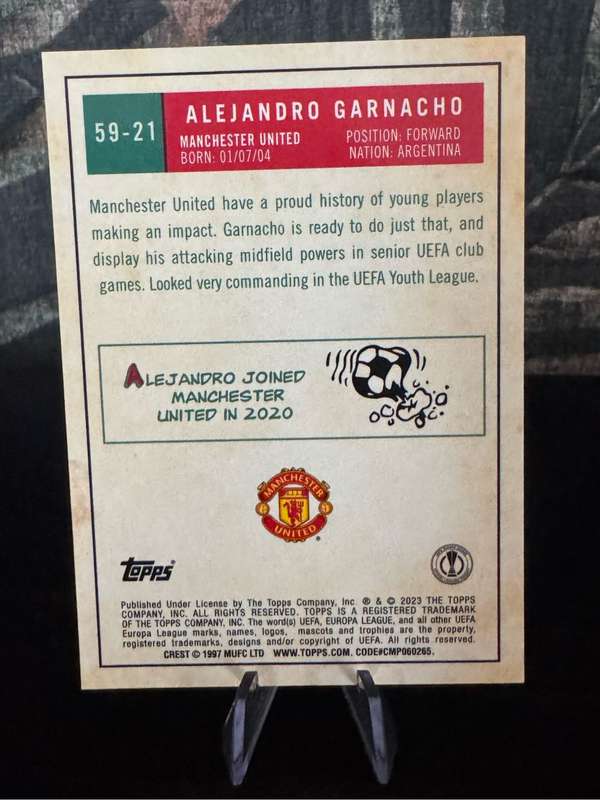 59-21
ALEJANDRO GARNACHO
MANCHESTER UNITED
POSITION: FORWARD
BORN: 01/07/04
NATION: ARGENTINA
Manchester United have a proud history of young players
making an impact. Garnacho is ready to do just that, and
display his attacking midfield powers in senior UEFA club
games. Looked very commanding in the UEFA Youth League.
ALEJANDRO JOINED
MANCHESTER
UNITED IN 2020
MANCHESTER
UNITED
topps
Published Under License by The Topps Company, Inc. ® & © 2023 THE TOPPS
COMPANY, INC. ALL RIGHTS RESERVED. TOPPS IS A REGISTERED TRADEMARK
OF THE TOPPS COMPANY, INC. The word(s) UEFA, EUROPA LEAGUE, and all other UEFA
Europa League marks, names, logos, mascots and trophies are the property,
registered trademarks, designs and/or copyright of UEFA. All rights reserved.
CREST © 1997 MUFC LTD WWW.TOPPS.COM. CODE#CMP060265.